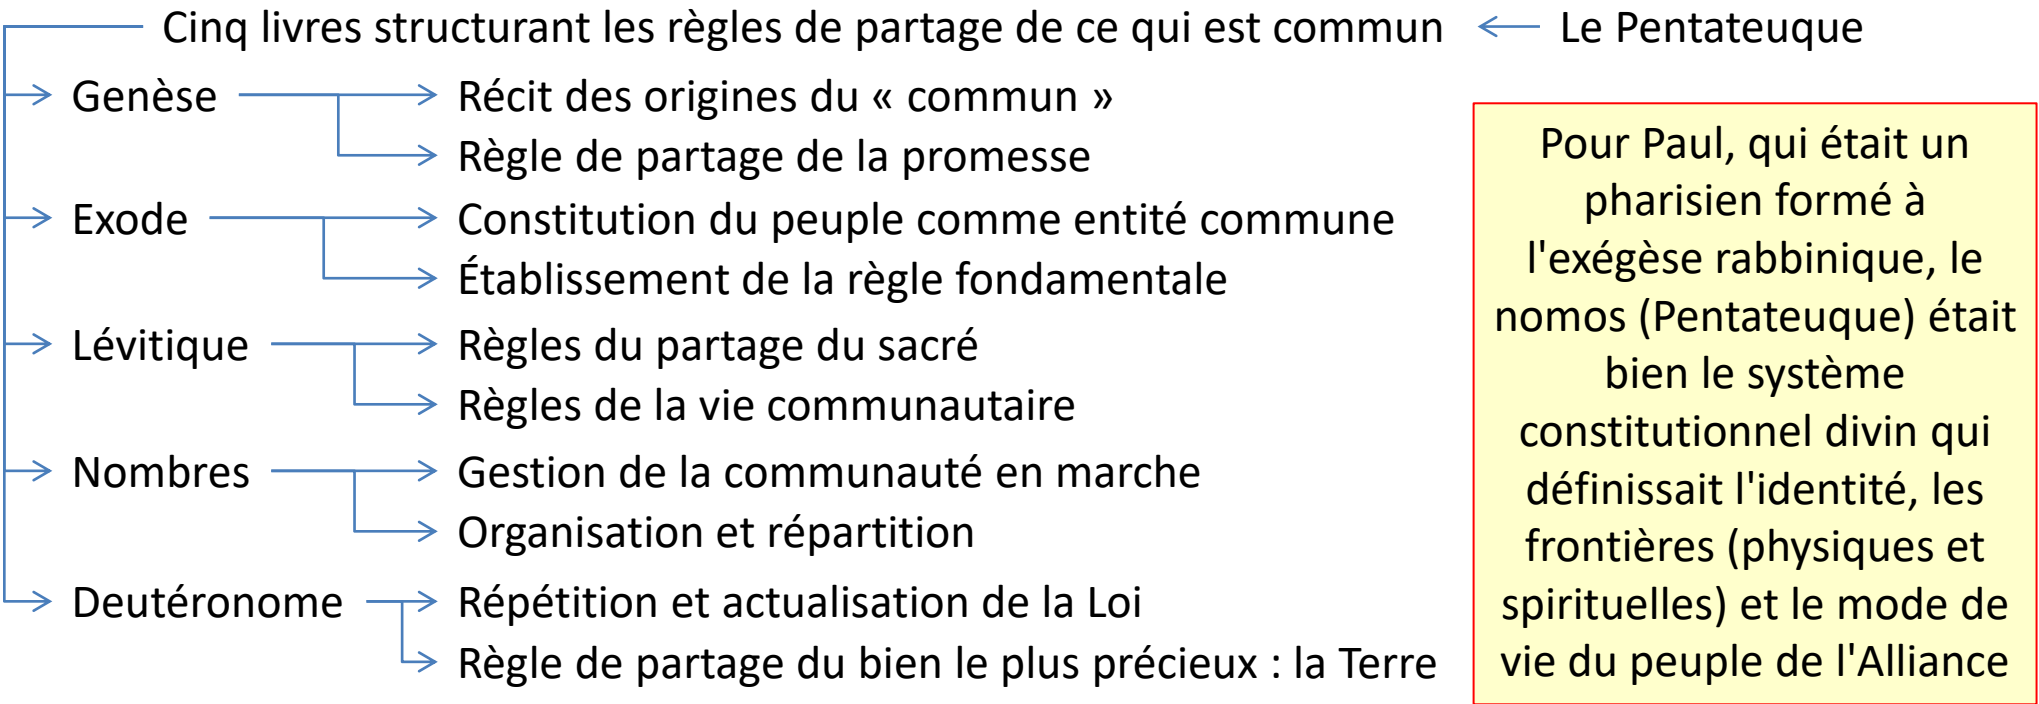 Cinq livres structurant les règles de partage de ce qui est commun
Le Pentateuque
Genèse
Récit des origines du « commun »
Règle de partage de la promesse
Exode
Constitution du peuple comme entité commune
Établissement de la règle fondamentale
Lévitique
Règles du partage du sacré
Règles de la vie communautaire
Nombres
Gestion de la communauté en marche
Organisation et répartition
Deutéronome
Répétition et actualisation de la Loi
Règle de partage du bien le plus précieux : la Terre
Pour Paul, qui était un
pharisien formé à
l'exégèse rabbinique, le
nomos (Pentateuque) était
bien le système
constitutionnel divin qui
définissait l'identité, les
frontières (physiques et
spirituelles) et le mode de
vie du peuple de l'Alliance